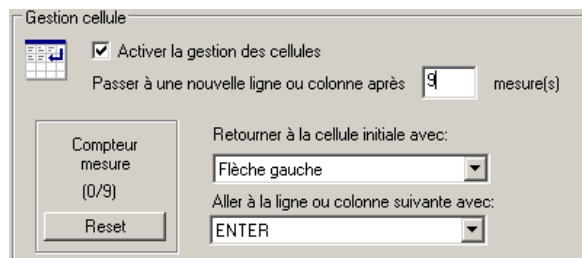 Gestion cellule
Activer la gestion des cellules
Passer à une nouvelle ligne ou colonne après 9 mesure(s)
Compteur
mesure
(0/9)
Reset
Retourner à la cellule initiale avec:
Flèche gauche
Aller à la ligne ou colonne suivante avec:
ENTER